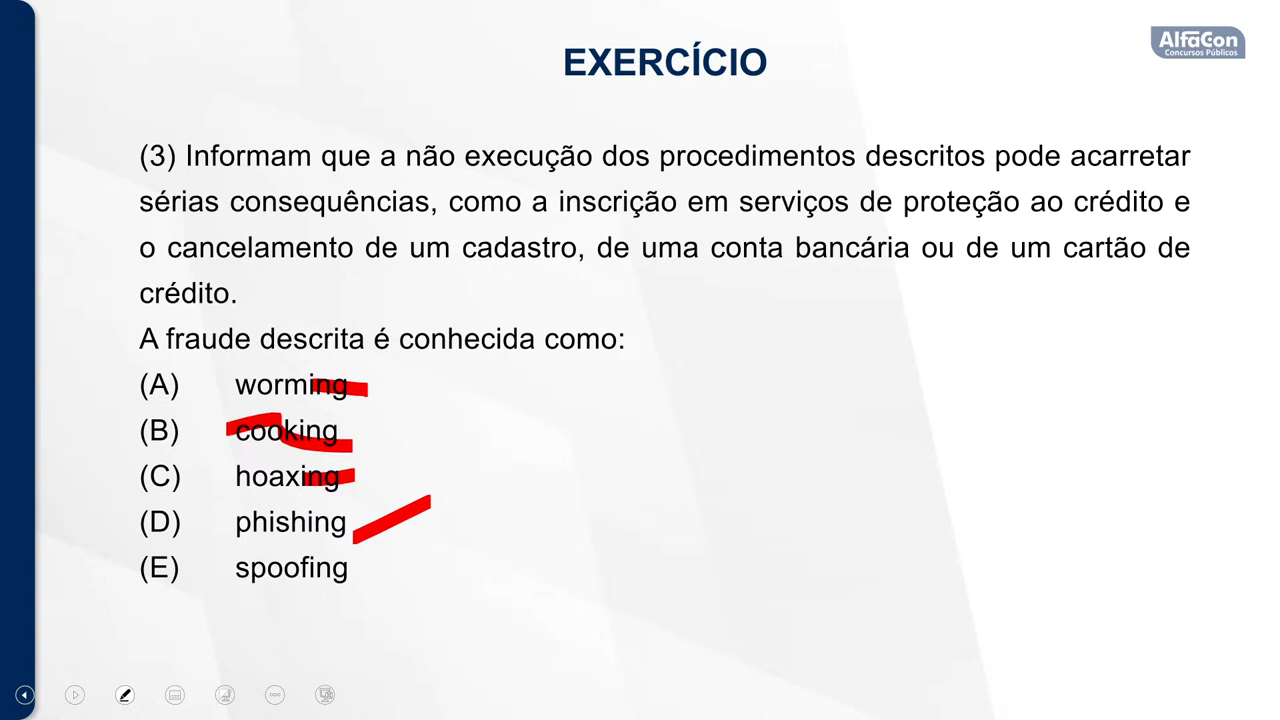 AlfaCon
Concursos Públicos
EXERCÍCIO
(3) Informam que a não execução dos procedimentos descritos pode acarretar
sérias consequências, como a inscrição em serviços de proteção ao crédito e
o cancelamento de um cadastro, de uma conta bancária ou de um cartão de
crédito.
A fraude descrita é conhecida como:
(A) worming
(B) cooking
(C) hoaxing
(D) phishing
(E) spoofing